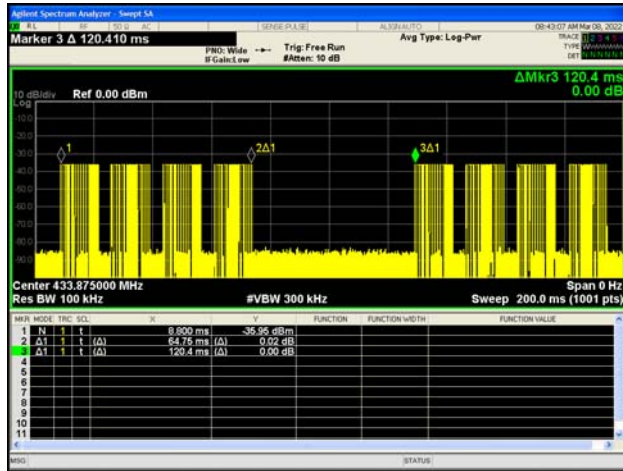 Agilent Spectrum Analyzer - Swept SA
RL RF 50 Ω AC SENSE:PULSE ALIGNAUTO 08:43:07 AM Mar 08, 2022
Marker 3 Δ 120.410 ms
PNO: Wide
IFGain:Low
Trig: Free Run
#Atten: 10 dB
Avg Type: Log-Pwr
TRACE 1 2 3 4 5 6
TYPE
DET N N N N N N
ΔMkr3 120.4 ms
0.00 dB
10 dB/div Ref 0.00 dBm
Log
-10.0
-20.0
-30.0
-40.0
-50.0
-60.0
-70.0
-80.0
-90.0
1
2Δ1
3Δ1
Center 433.875000 MHz Span 0 Hz
Res BW 100 kHz #VBW 300 kHz Sweep 200.0 ms (1001 pts)
MKR MODE TRC SCL X Y FUNCTION FUNCTION WIDTH FUNCTION VALUE
1 N 1 t 8.800 ms -35.95 dBm
2 Δ1 1 t (Δ) 64.75 ms (Δ) 0.02 dB
3 Δ1 1 t (Δ) 120.4 ms (Δ) 0.00 dB
4
5
6
7
8
9
10
11
MSG STATUS